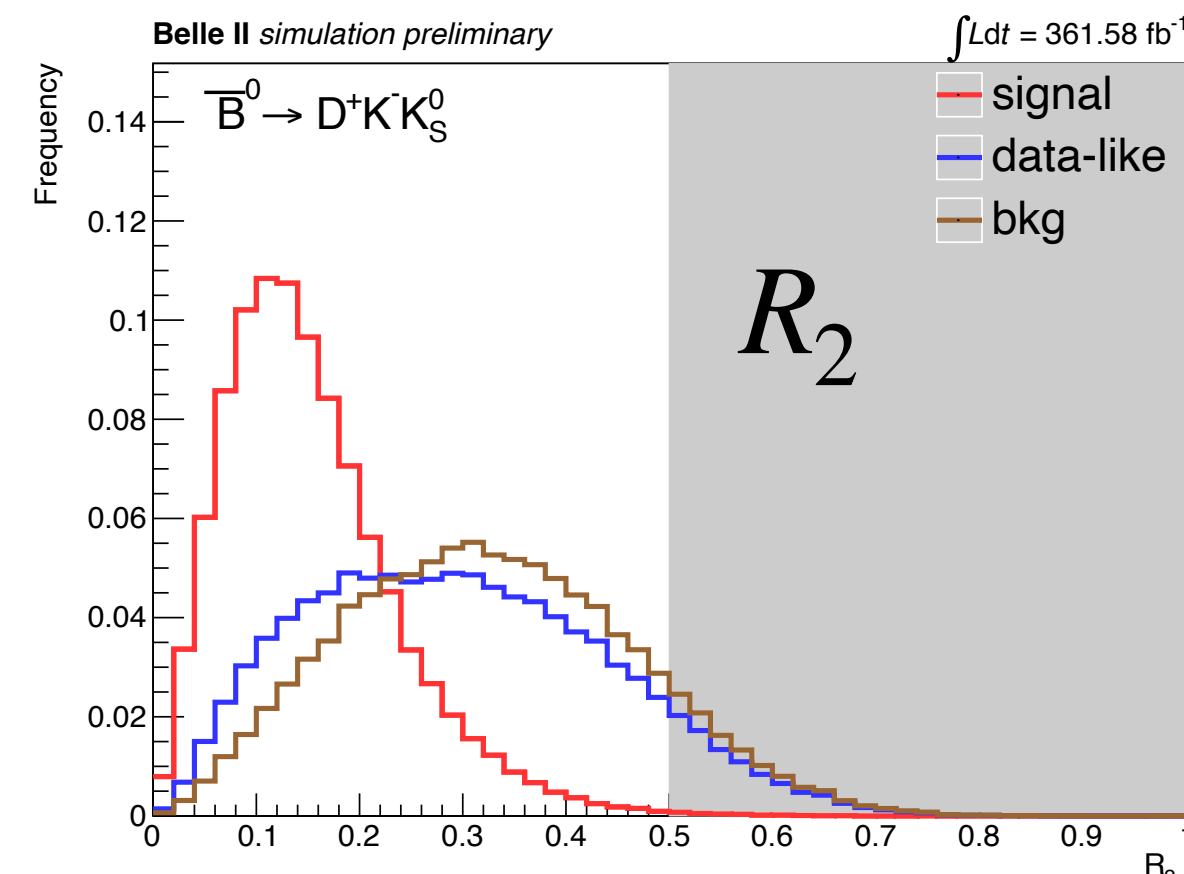 Belle II simulation preliminary
∫Ldt = 361.58 fb⁻¹
Frequency
B̅⁰ → D⁺K⁻K⁰_S
signal
data-like
bkg
R₂
0.14
0.12
0.1
0.08
0.06
0.04
0.02
0
0 0.1 0.2 0.3 0.4 0.5 0.6 0.7 0.8 0.9